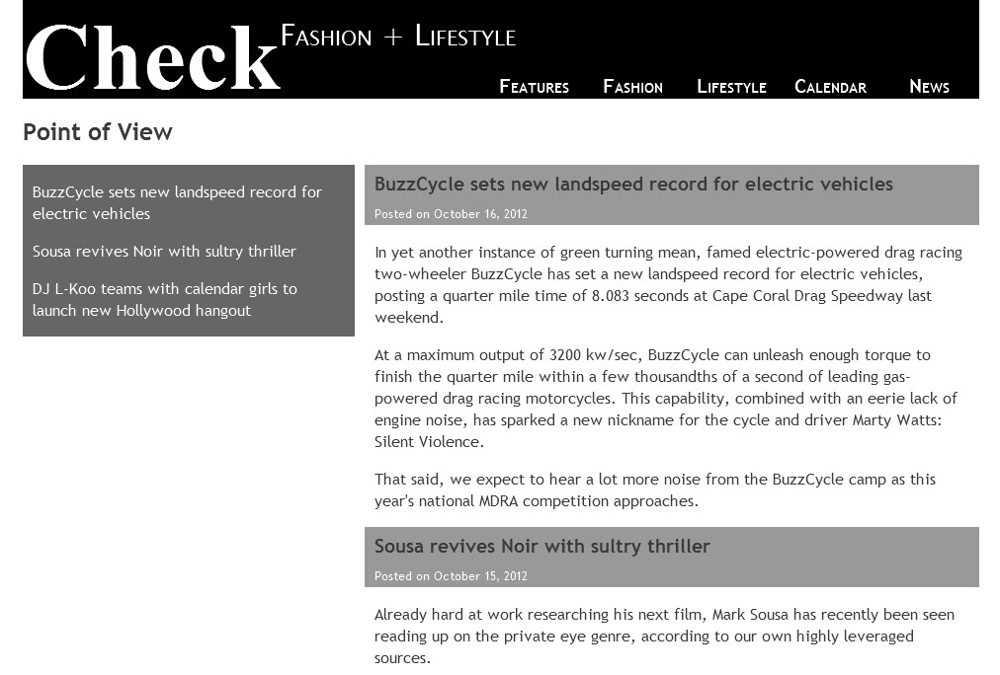 Check
Fashion + Lifestyle
Features Fashion Lifestyle Calendar News
Point of View
BuzzCycle sets new landspeed record for
electric vehicles
Sousa revives Noir with sultry thriller
DJ L-Koo teams with calendar girls to
launch new Hollywood hangout
BuzzCycle sets new landspeed record for electric vehicles
Posted on October 16, 2012
In yet another instance of green turning mean, famed electric-powered drag racing
two-wheeler BuzzCycle has set a new landspeed record for electric vehicles,
posting a quarter mile time of 8.083 seconds at Cape Coral Drag Speedway last
weekend.
At a maximum output of 3200 kw/sec, BuzzCycle can unleash enough torque to
finish the quarter mile within a few thousandths of a second of leading gas-
powered drag racing motorcycles. This capability, combined with an eerie lack of
engine noise, has sparked a new nickname for the cycle and driver Marty Watts:
Silent Violence.
That said, we expect to hear a lot more noise from the BuzzCycle camp as this
year's national MDRA competition approaches.
Sousa revives Noir with sultry thriller
Posted on October 15, 2012
Already hard at work researching his next film, Mark Sousa has recently been seen
reading up on the private eye genre, according to our own highly leveraged
sources.